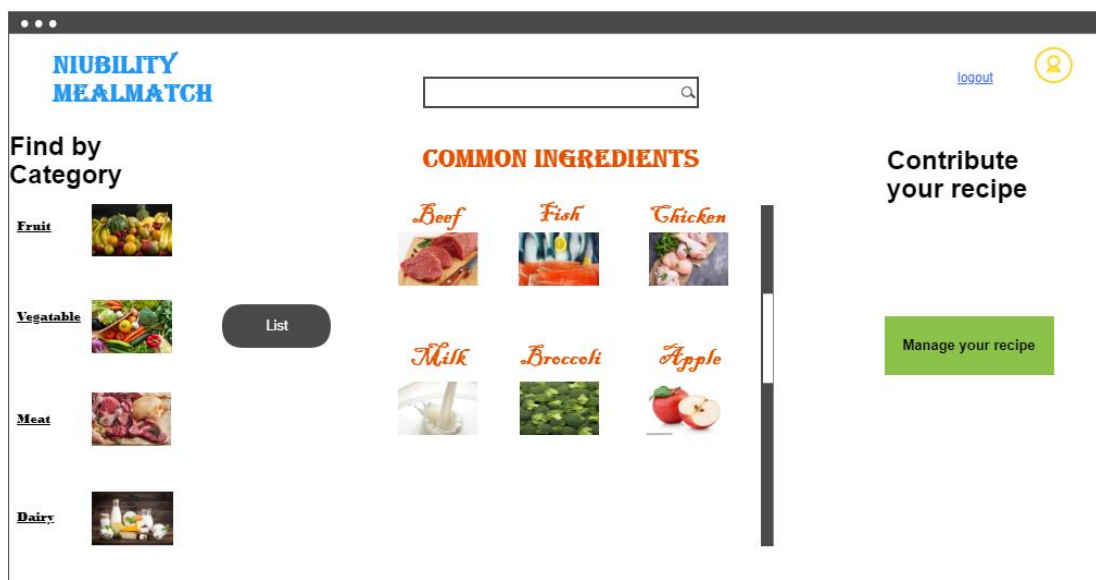 NIUBILITY
MEALMATCH
logout
Find by
Category
COMMON INGREDIENTS
Contribute
your recipe
Fruit
Beef
Fish
Chicken
Vegatable
List
Manage your recipe
Milk
Broccoli
Apple
Meat
Dairy